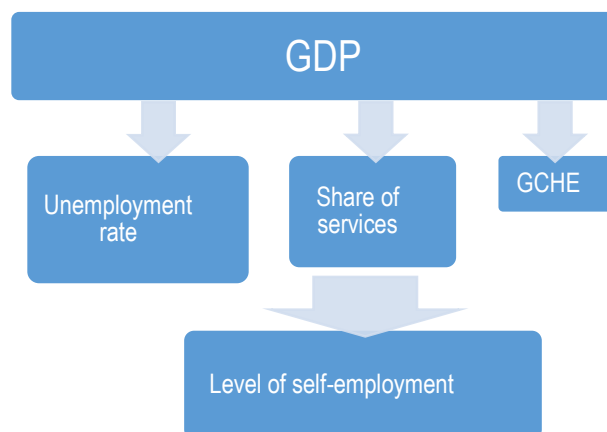 GDP
Unemployment
rate
Share of
services
GCHE
Level of self-employment